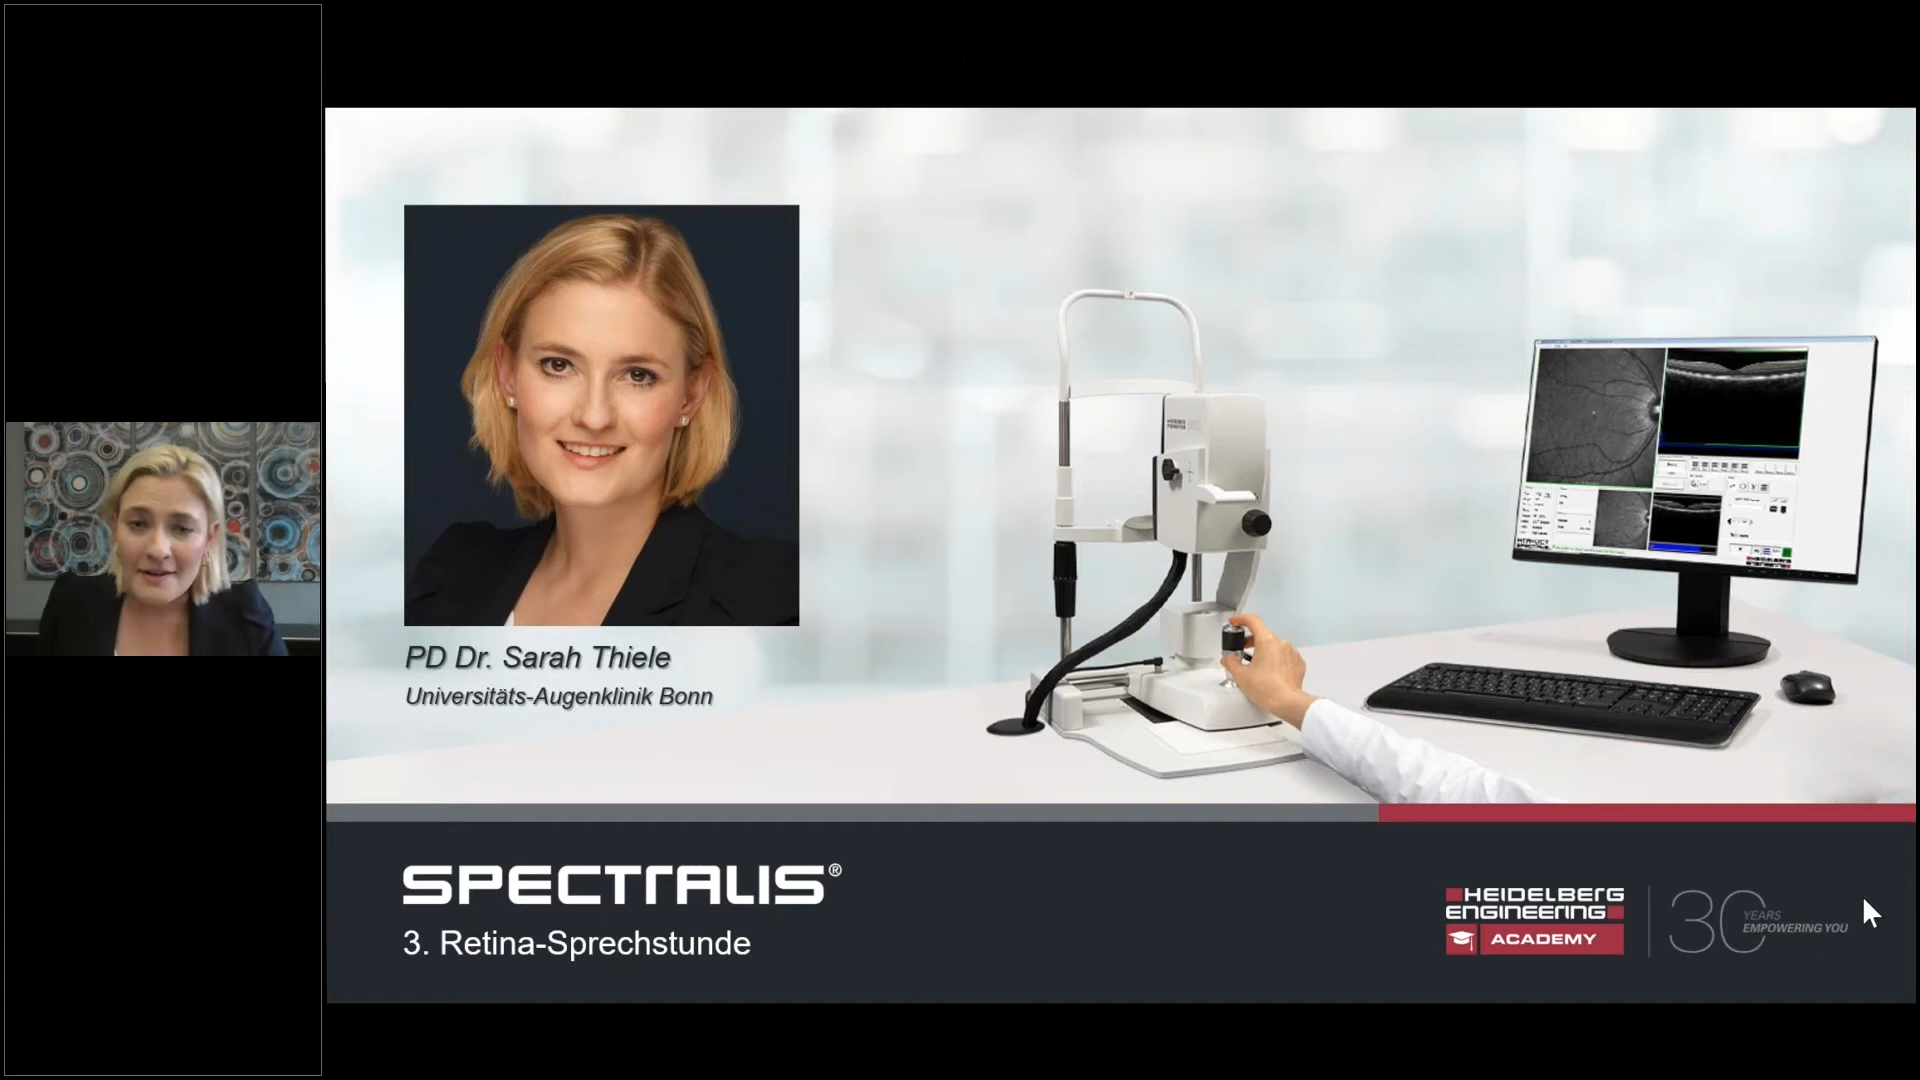 PD Dr. Sarah Thiele
Universitäts-Augenklinik Bonn
SPECTRALIS®
3. Retina-Sprechstunde
HEIDELBERG
ENGINEERING
ACADEMY
30
YEARS
EMPOWERING YOU